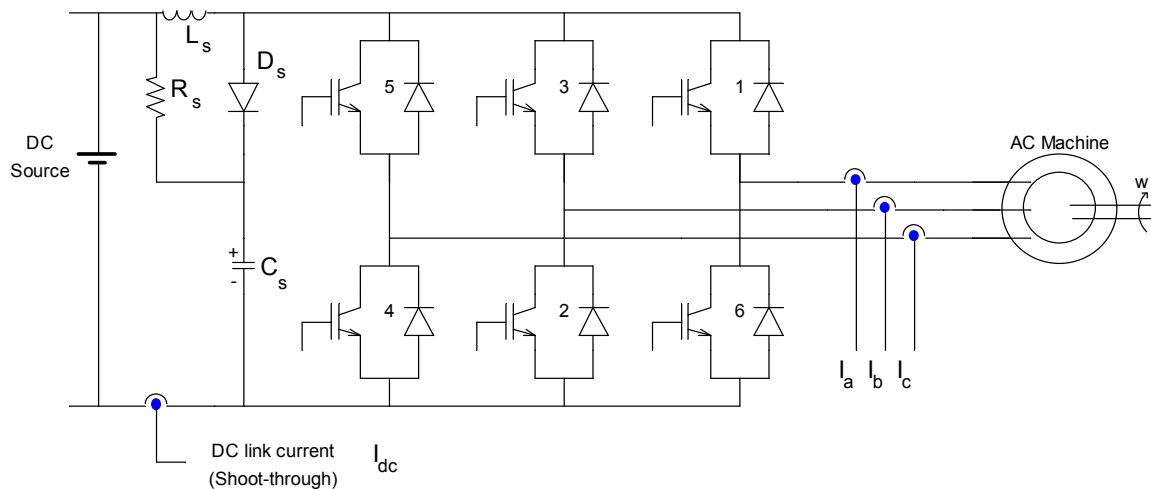 L s
D s
R s
5
3
1
DC
Source
AC Machine
w
+
-
C s
4
2
6
I a
I b
I c
DC link current
(Shoot-through)
I dc